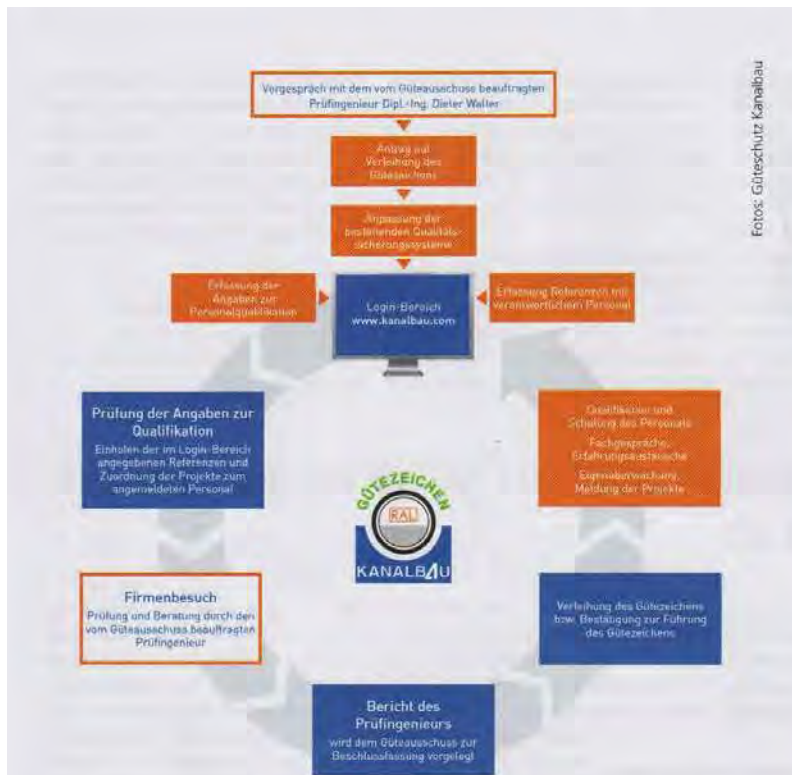 Vorgespräch mit dem vom Güteausschuss beauftragten
Prüfingenieur Dipl.-Ing. Dieter Walter
Fotos: Güteschutz Kanalbau
Antrag auf
Verleihung des
Gütezeichens
Anpassung der
bestehenden Qualitäts-
sicherungssysteme
Erfassung der
Angaben zur
Personalqualifikation
Login-Bereich
www.kanalbau.com
Erfassung Referenzen mit
verantwortlichem Personal
Prüfung der Angaben zur
Qualifikation
Einholen der im Login-Bereich
angegebenen Referenzen und
Zuordnung der Projekte zum
angemeldeten Personal
Qualifikation und
Schulung des Personals
Fachgespräche,
Erfahrungsaustausche
Eigenüberwachung,
Meldung der Projekte
GÜTEZEICHEN
RAL
KANALBAU
Firmenbesuch
Prüfung und Beratung durch den
vom Güteausschuss beauftragten
Prüfingenieur
Verleihung des Gütezeichens
bzw. Bestätigung zur Führung
des Gütezeichens
Bericht des
Prüfingenieurs
wird dem Güteausschuss zur
Beschlussfassung vorgelegt